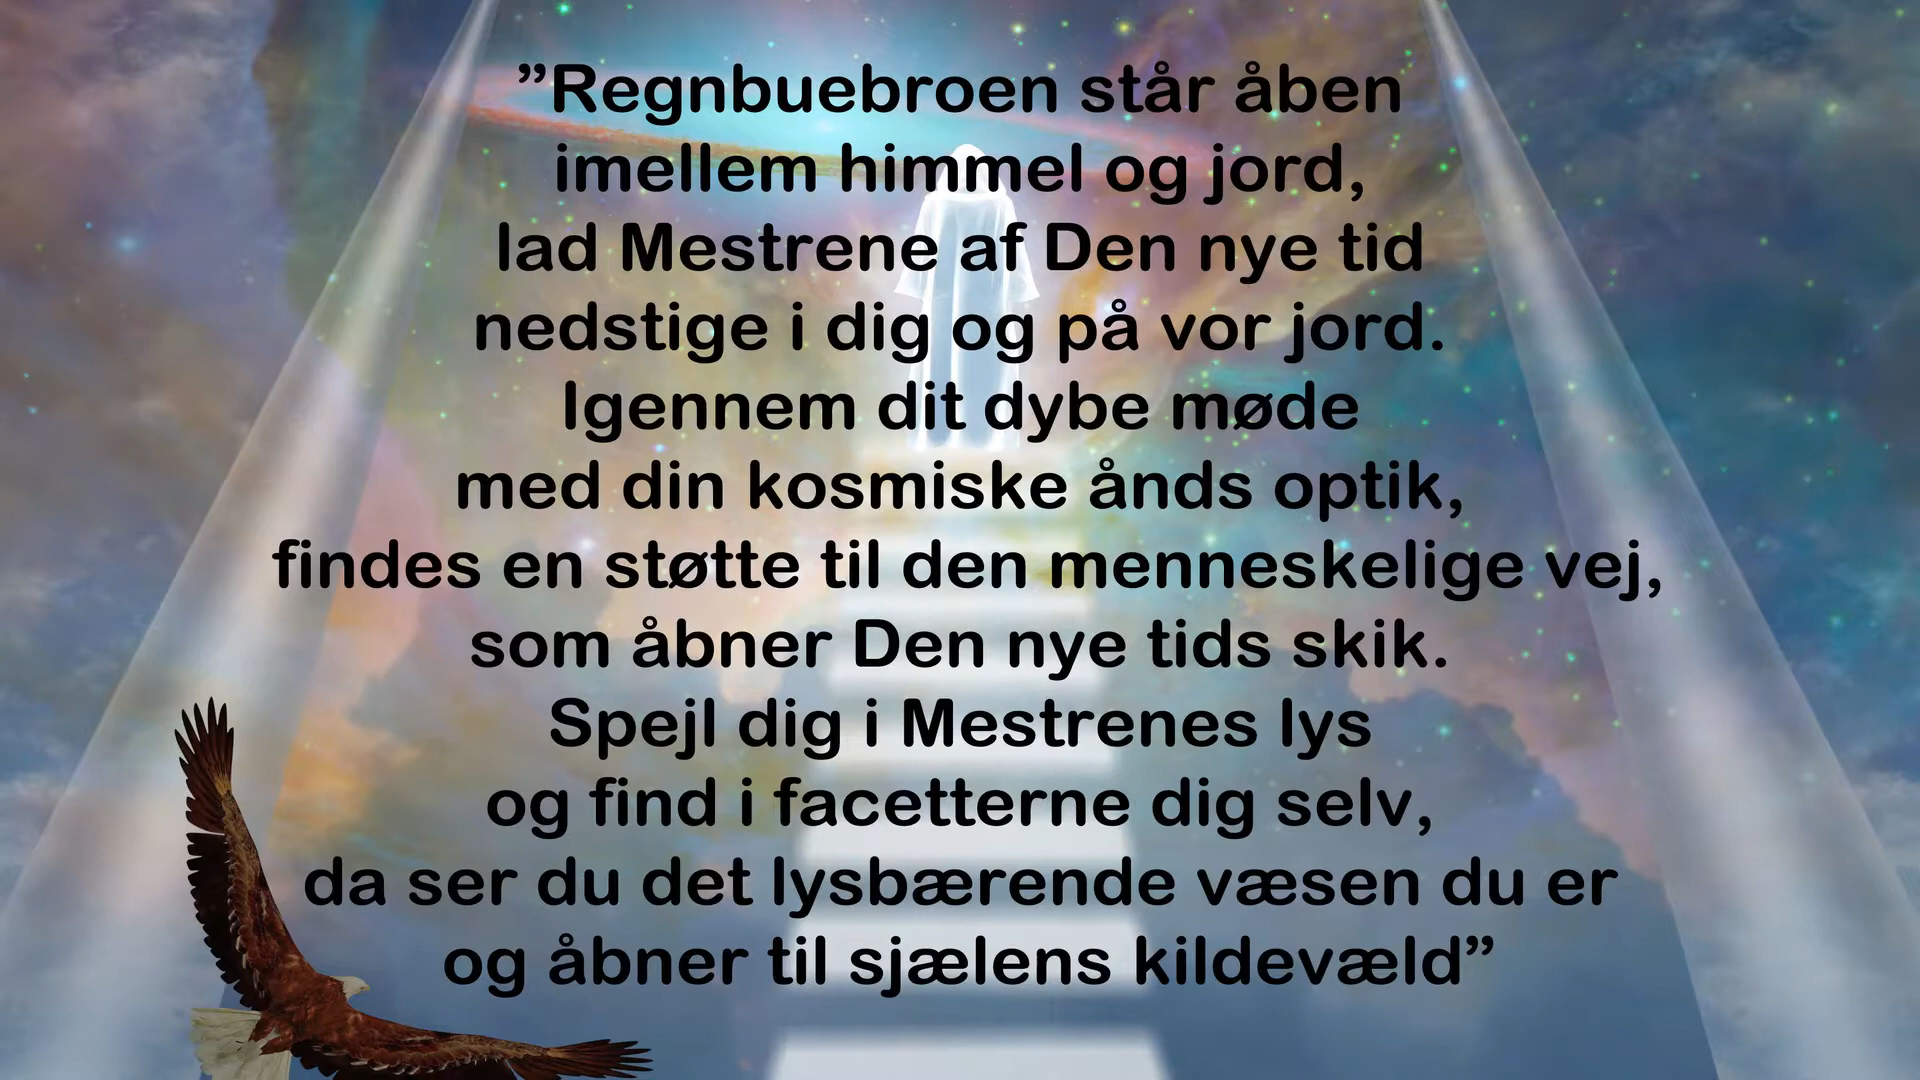 ”Regnbuebroen står åben
imellem himmel og jord,
lad Mestrene af Den nye tid
nedstige i dig og på vor jord.
Igennem dit dybe møde
med din kosmiske ånds optik,
findes en støtte til den menneskelige vej,
som åbner Den nye tids skik.
Spejl dig i Mestrenes lys
og find i facetterne dig selv,
da ser du det lysbærende væsen du er
og åbner til sjælens kildevæld”